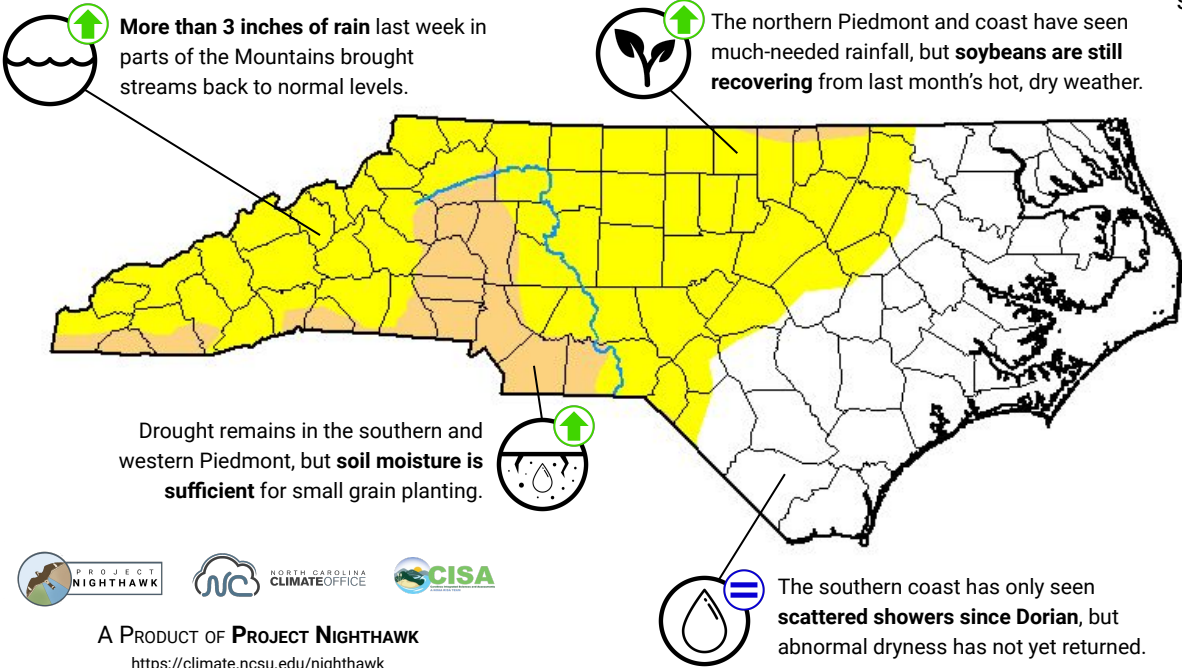 More than 3 inches of rain last week in
parts of the Mountains brought
streams back to normal levels.
The northern Piedmont and coast have seen
much-needed rainfall, but soybeans are still
recovering from last month's hot, dry weather.
Drought remains in the southern and
western Piedmont, but soil moisture is
sufficient for small grain planting.
The southern coast has only seen
scattered showers since Dorian, but
abnormal dryness has not yet returned.
PROJECT
NIGHTHAWK
NC
NORTH CAROLINA
CLIMATEOFFICE
CISA
A PRODUCT OF PROJECT NIGHTHAWK
https://climate.ncsu.edu/nighthawk